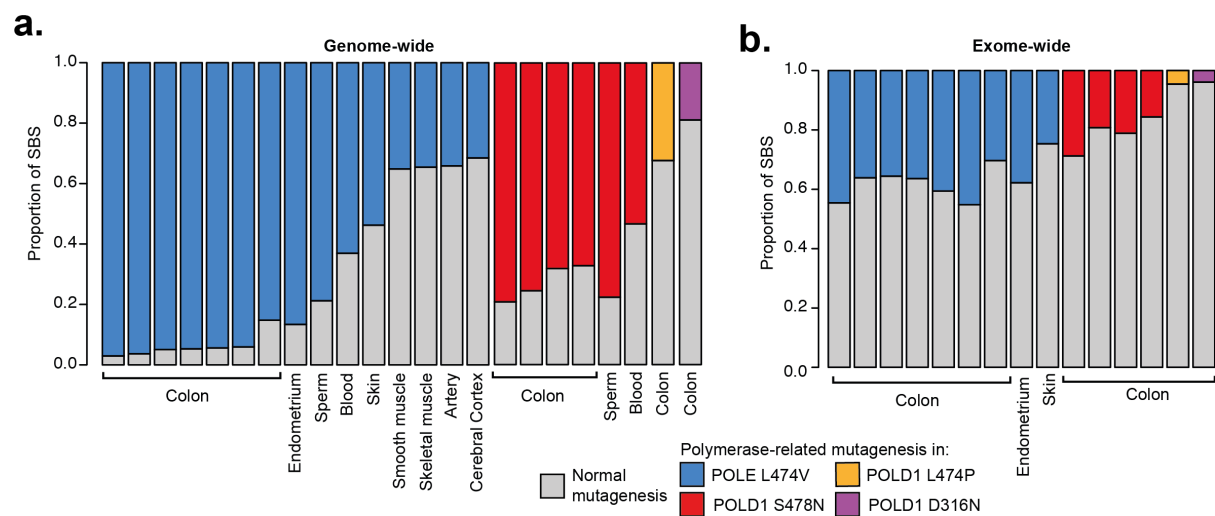 a.
Genome-wide
Proportion of SBS
1.0
0.8
0.6
0.4
0.2
0.0
Colon
Endometrium
Sperm
Blood
Skin
Smooth muscle
Skeletal muscle
Artery
Cerebral Cortex
Colon
Sperm
Blood
Colon
Colon
b.
Exome-wide
Proportion of SBS
1.0
0.8
0.6
0.4
0.2
0.0
Colon
Endometrium
Skin
Colon
Polymerase-related mutagenesis in:
Normal
mutagenesis
POLE L474V
POLD1 L474P
POLD1 S478N
POLD1 D316N